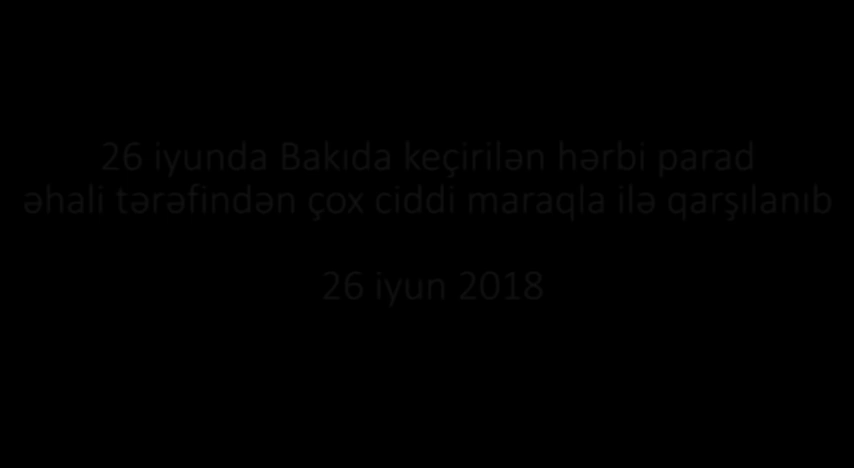 26 iyunda Bakıda keçirilən hərbi parad
əhali tərəfindən çox ciddi maraqla ilə qarşılanıb
26 iyun 2018